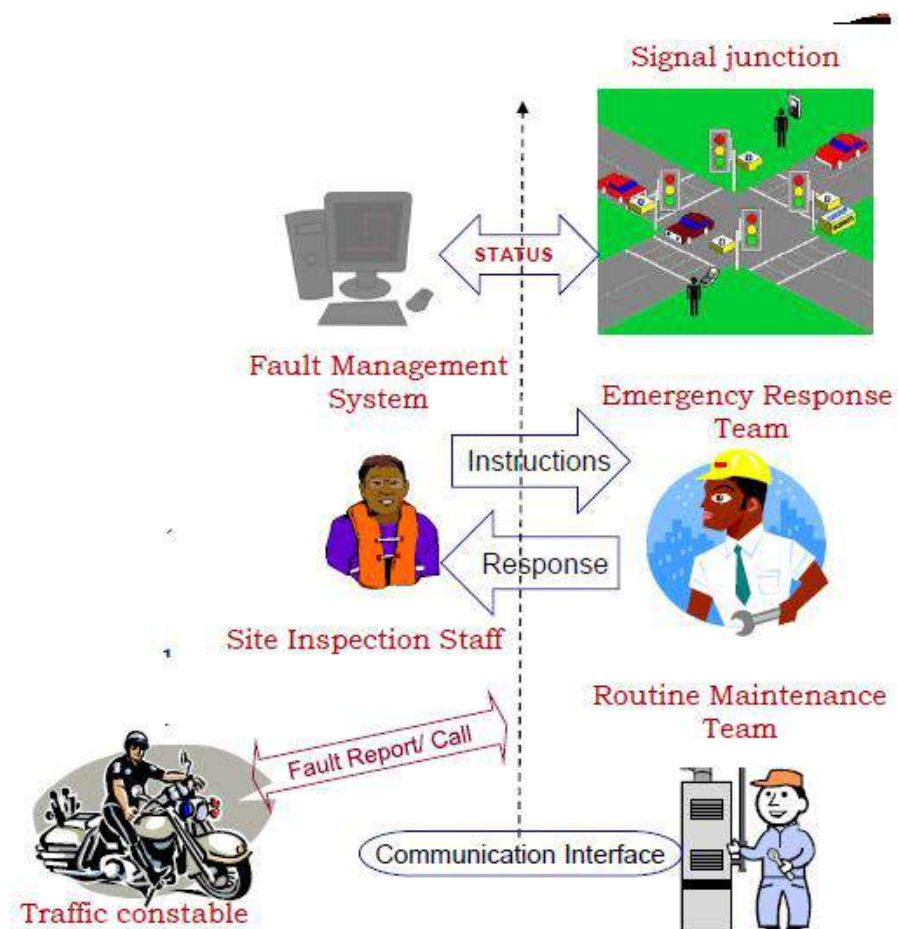 Signal junction
STATUS
Fault Management
System
Emergency Response
Team
Instructions
Response
Site Inspection Staff
Routine Maintenance
Team
Fault Report/ Call
Communication Interface
Traffic constable